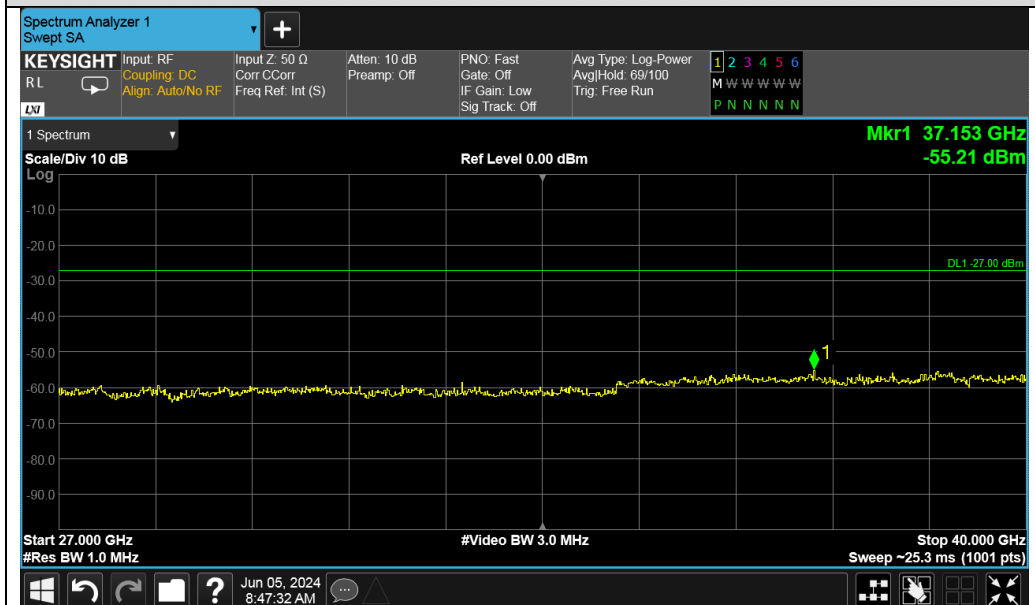 Spectrum Analyzer 1
Swept SA
+
KEYSIGHT
RL
LXI
Input: RF
Coupling: DC
Align: Auto/No RF
Input Z: 50 Ω
Corr CCorr
Freq Ref: Int (S)
Atten: 10 dB
Preamp: Off
PNO: Fast
Gate: Off
IF Gain: Low
Sig Track: Off
Avg Type: Log-Power
Avg|Hold: 69/100
Trig: Free Run
1 2 3 4 5 6
M W W W W W
P N N N N N
1 Spectrum
Mkr1 37.153 GHz
-55.21 dBm
Scale/Div 10 dB
Ref Level 0.00 dBm
Log
-10.0
-20.0
DL1 -27.00 dBm
-30.0
-40.0
-50.0
1
-60.0
-70.0
-80.0
-90.0
Start 27.000 GHz
#Video BW 3.0 MHz
Stop 40.000 GHz
#Res BW 1.0 MHz
Sweep ~25.3 ms (1001 pts)
?
Jun 05, 2024
8:47:32 AM